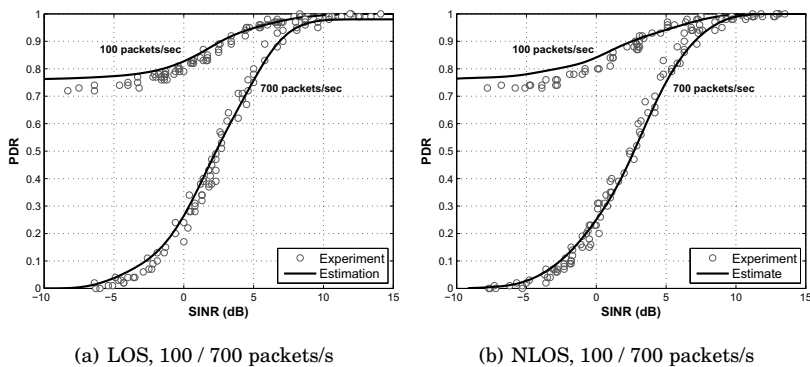 1
0.9
0.8
0.7
0.6
0.5
0.4
0.3
0.2
0.1
0
PDR
100 packets/sec
700 packets/sec
Experiment
Estimation
-10
-5
0
5
10
15
SINR (dB)
(a) LOS, 100 / 700 packets/s
1
0.9
0.8
0.7
0.6
0.5
0.4
0.3
0.2
0.1
0
PDR
100 packets/sec
700 packets/sec
Experiment
Estimate
-10
-5
0
5
10
15
SINR (dB)
(b) NLOS, 100 / 700 packets/s